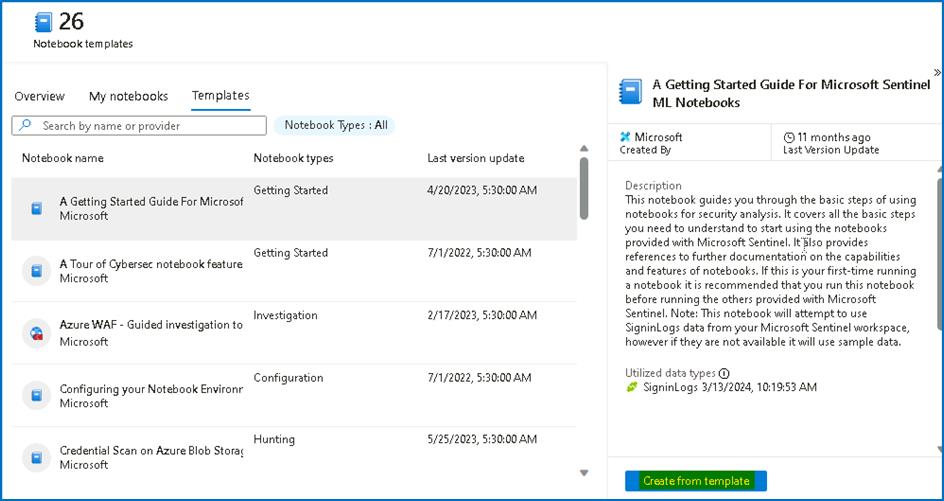 26
Notebook templates
Overview My notebooks Templates
Search by name or provider Notebook Types : All
Notebook name Notebook types Last version update
A Getting Started Guide For Microsof Getting Started 4/20/2023, 5:30:00 AM
Microsoft
A Tour of Cybersec notebook feature Getting Started 7/1/2022, 5:30:00 AM
Microsoft
Azure WAF - Guided investigation to Investigation 2/17/2023, 5:30:00 AM
Microsoft
Configuring your Notebook Environm Configuration 7/1/2022, 5:30:00 AM
Microsoft
Credential Scan on Azure Blob Storag Hunting 5/25/2023, 5:30:00 AM
Microsoft
A Getting Started Guide For Microsoft Sentinel
ML Notebooks
Microsoft 11 months ago
Created By Last Version Update
Description
This notebook guides you through the basic steps of using
notebooks for security analysis. It covers all the basic steps
you need to understand to start using the notebooks
provided with Microsoft Sentinel. It also provides
references to further documentation on the capabilities
and features of notebooks. If this is your first-time running
a notebook it is recommended that you run this notebook
before running the others provided with Microsoft
Sentinel. Note: This notebook will attempt to use
SigninLogs data from your Microsoft Sentinel workspace,
however if they are not available it will use sample data.
Utilized data types
SigninLogs 3/13/2024, 10:19:53 AM
Create from template